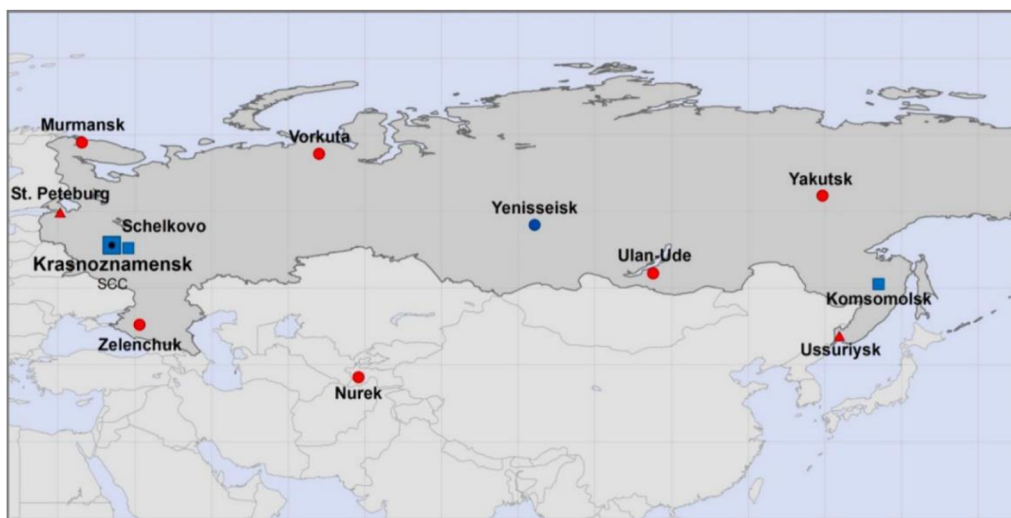 Murmansk
Vorkuta
Yakutsk
St. Peteburg
Yenisseisk
Schelkovo
Ulan-Ude
Krasnoznamensk
SCC
Komsomolsk
Zelenchuk
Ussuriysk
Nurek